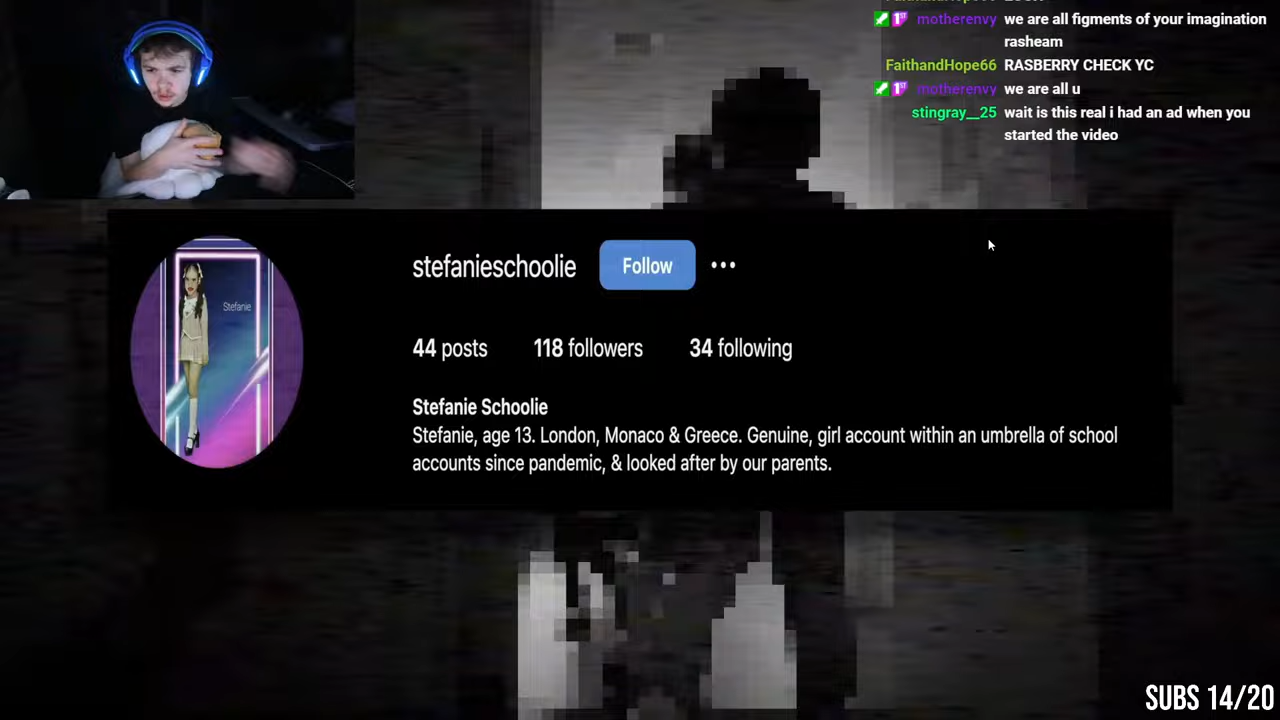 motherenvy we are all figments of your imagination
rasheam
FaithandHope66 RASBERRY CHECK YC
motherenvy we are all u
stingray__25 wait is this real i had an ad when you
started the video
stefanieschoolie Follow •••
Stefanie
44 posts 118 followers 34 following
Stefanie Schoolie
Stefanie, age 13. London, Monaco & Greece. Genuine, girl account within an umbrella of school
accounts since pandemic, & looked after by our parents.
SUBS 14/20